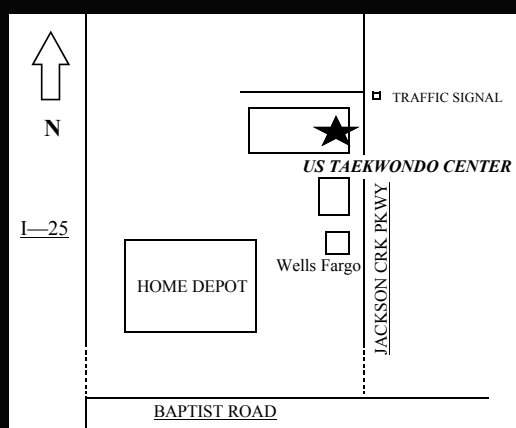 N
TRAFFIC SIGNAL
US TAEKWONDO CENTER
I—25
JACKSON CRK PKWY
Wells Fargo
HOME DEPOT
BAPTIST ROAD